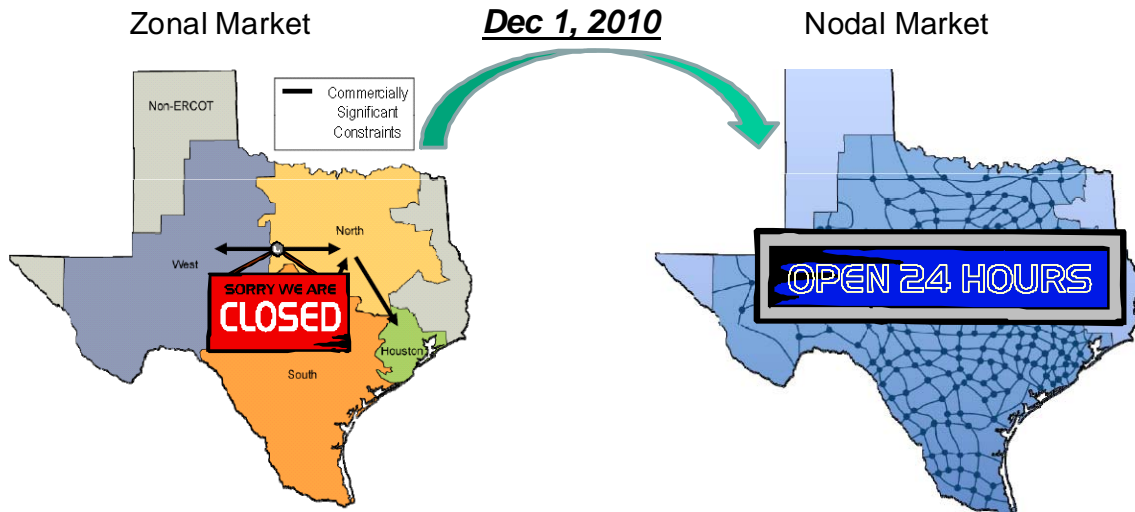 Zonal Market
Dec 1, 2010
Nodal Market
Non-ERCOT
Commercially
Significant
Constraints
North
West
SORRY WE ARE
CLOSED
OPEN 24 HOURS
Houston
South